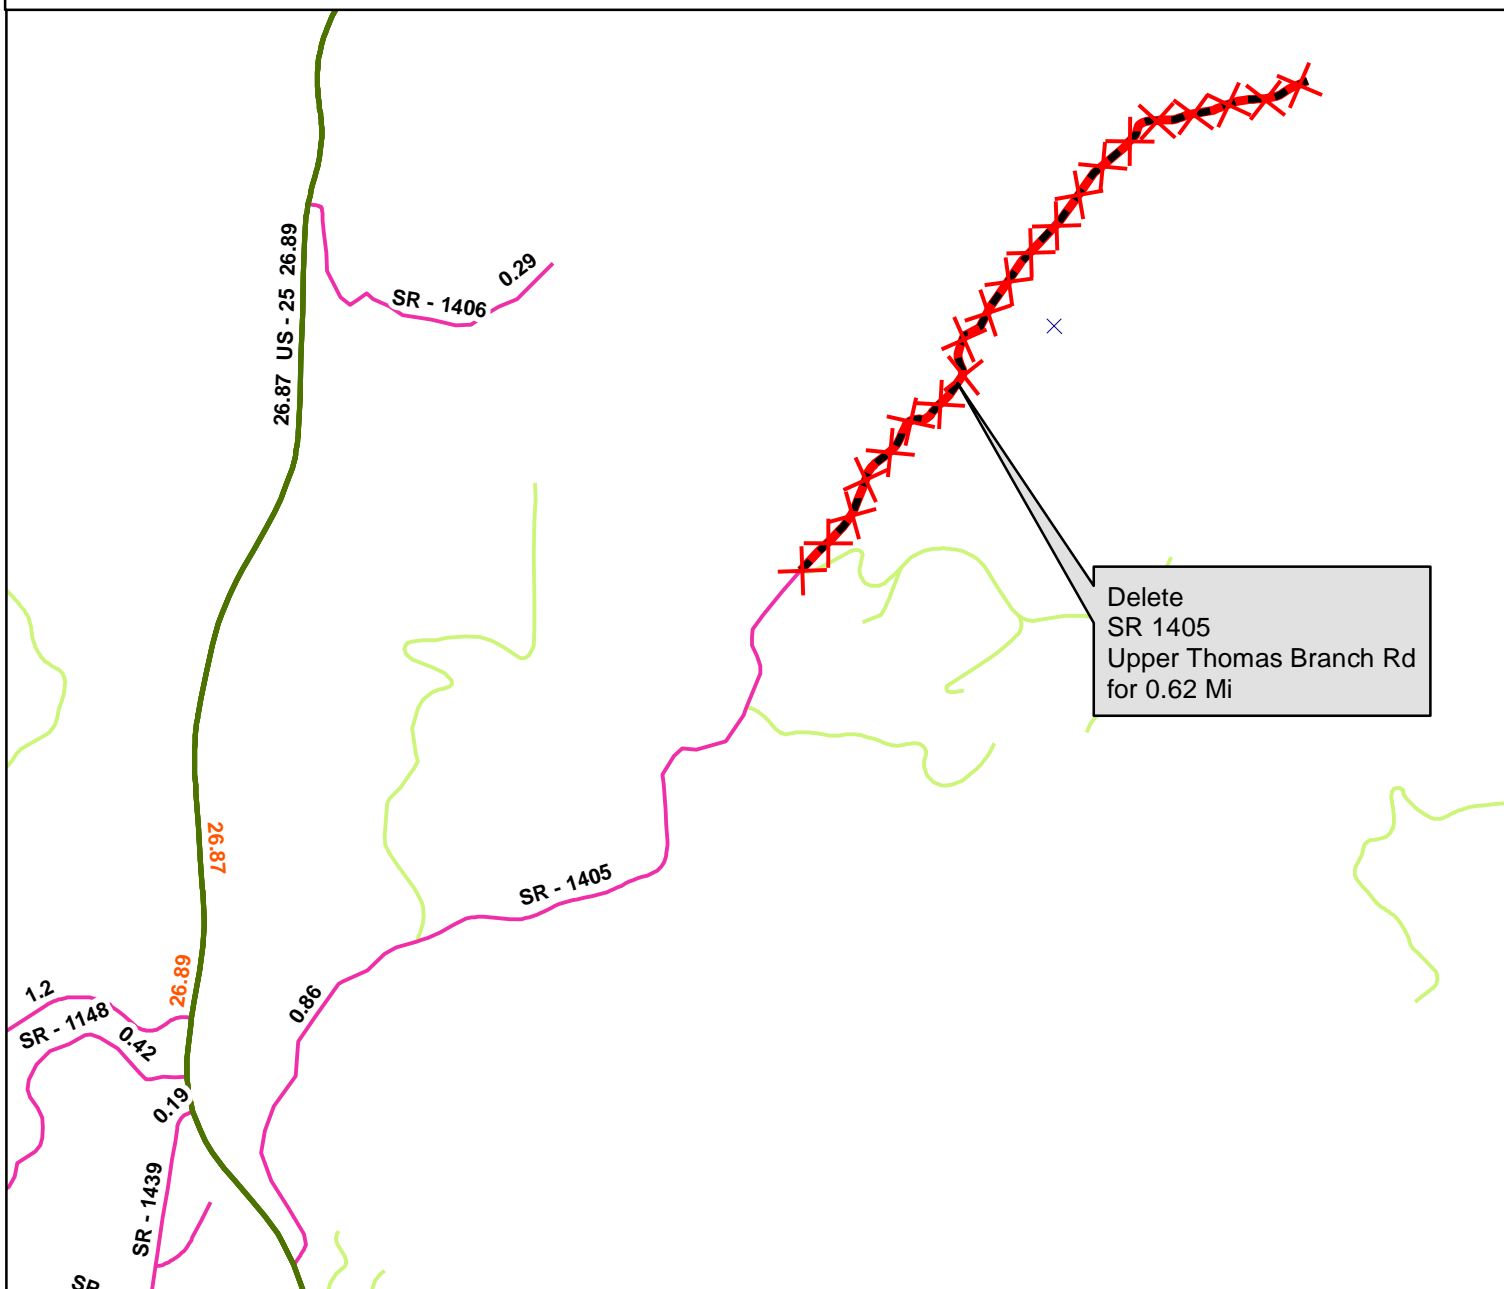 26.87 US - 25 26.89
0.29
SR - 1406
Delete
SR 1405
Upper Thomas Branch Rd
for 0.62 Mi
26.87
SR - 1405
26.89
1.2
SR - 1148
0.42
0.86
0.19
SR - 1439